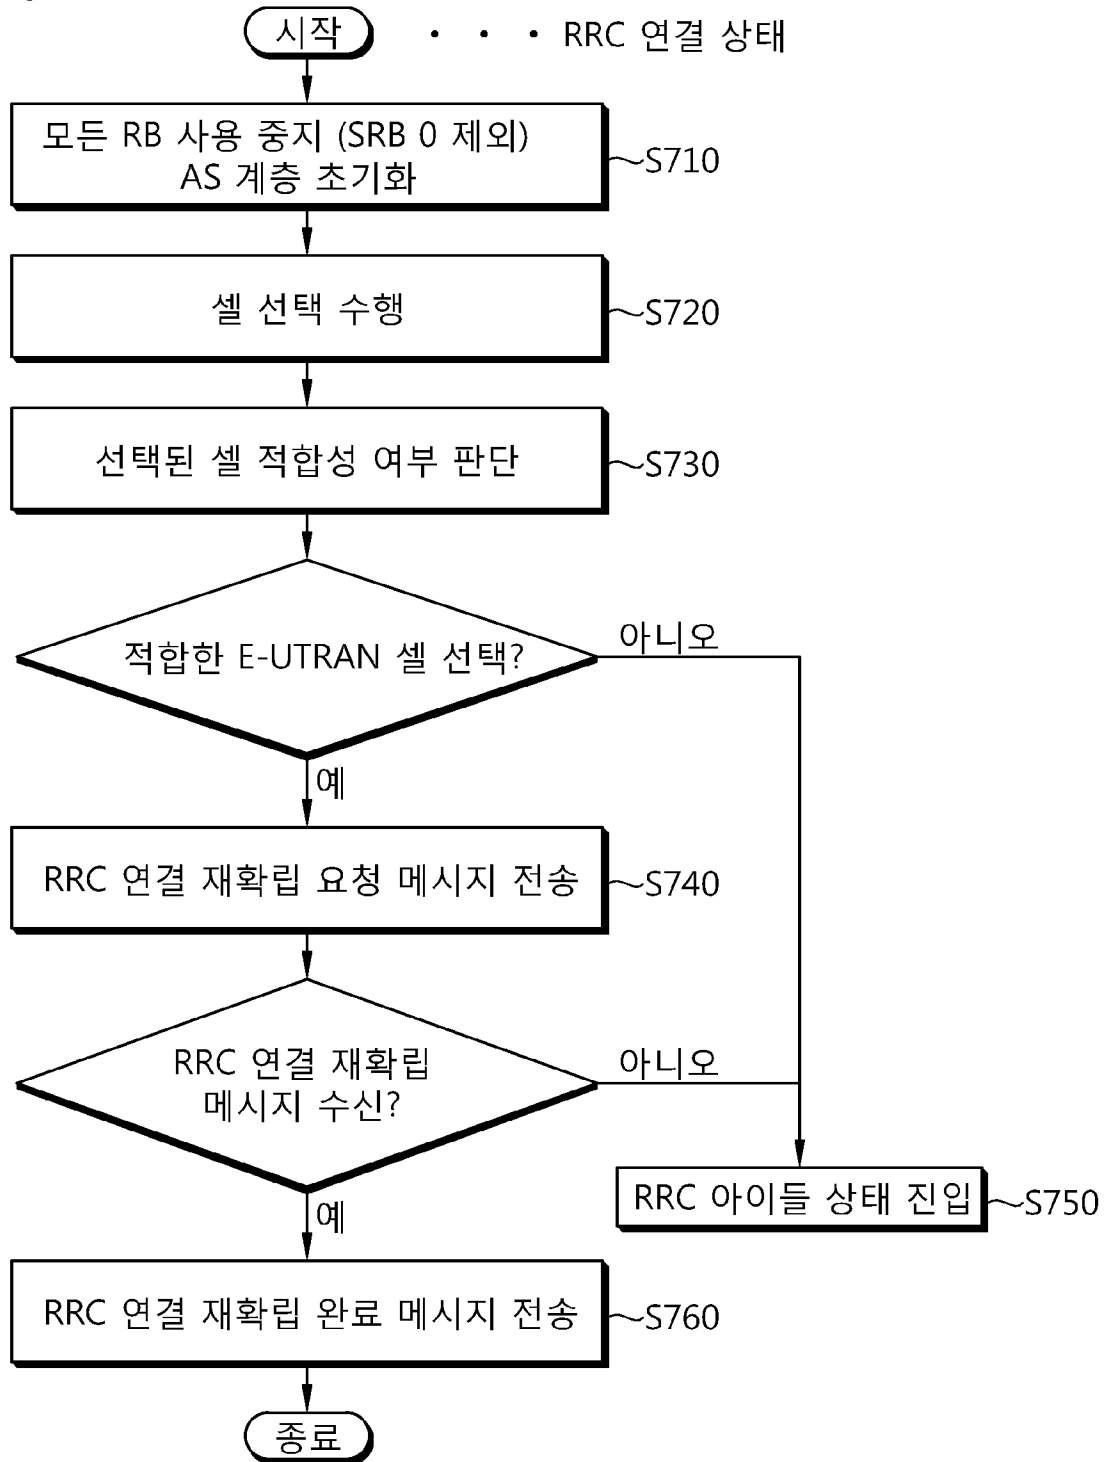 시작 · · · RRC 연결 상태
모든 RB 사용 중지 (SRB 0 제외)
AS 계층 초기화
S710
셀 선택 수행
S720
선택된 셀 적합성 여부 판단
S730
적합한 E-UTRAN 셀 선택?
아니오
예
RRC 연결 재확립 요청 메시지 전송
S740
RRC 연결 재확립
메시지 수신?
아니오
예
RRC 아이들 상태 진입
S750
RRC 연결 재확립 완료 메시지 전송
S760
종료